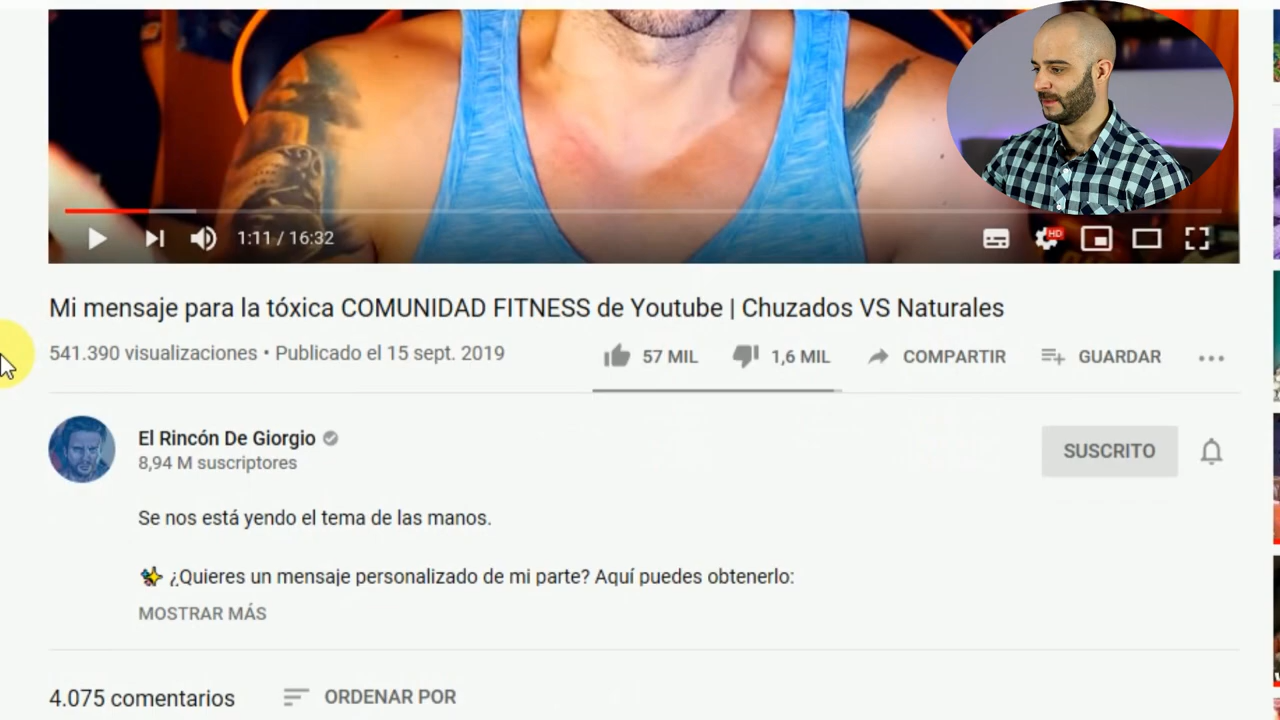 1:11 / 16:32
HD
Mi mensaje para la tóxica COMUNIDAD FITNESS de Youtube | Chuzados VS Naturales
541.390 visualizaciones • Publicado el 15 sept. 2019
57 MIL
1,6 MIL
COMPARTIR
GUARDAR
El Rincón De Giorgio
8,94 M suscriptores
SUSCRITO
Se nos está yendo el tema de las manos.
¿Quieres un mensaje personalizado de mi parte? Aquí puedes obtenerlo:
MOSTRAR MÁS
4.075 comentarios
ORDENAR POR